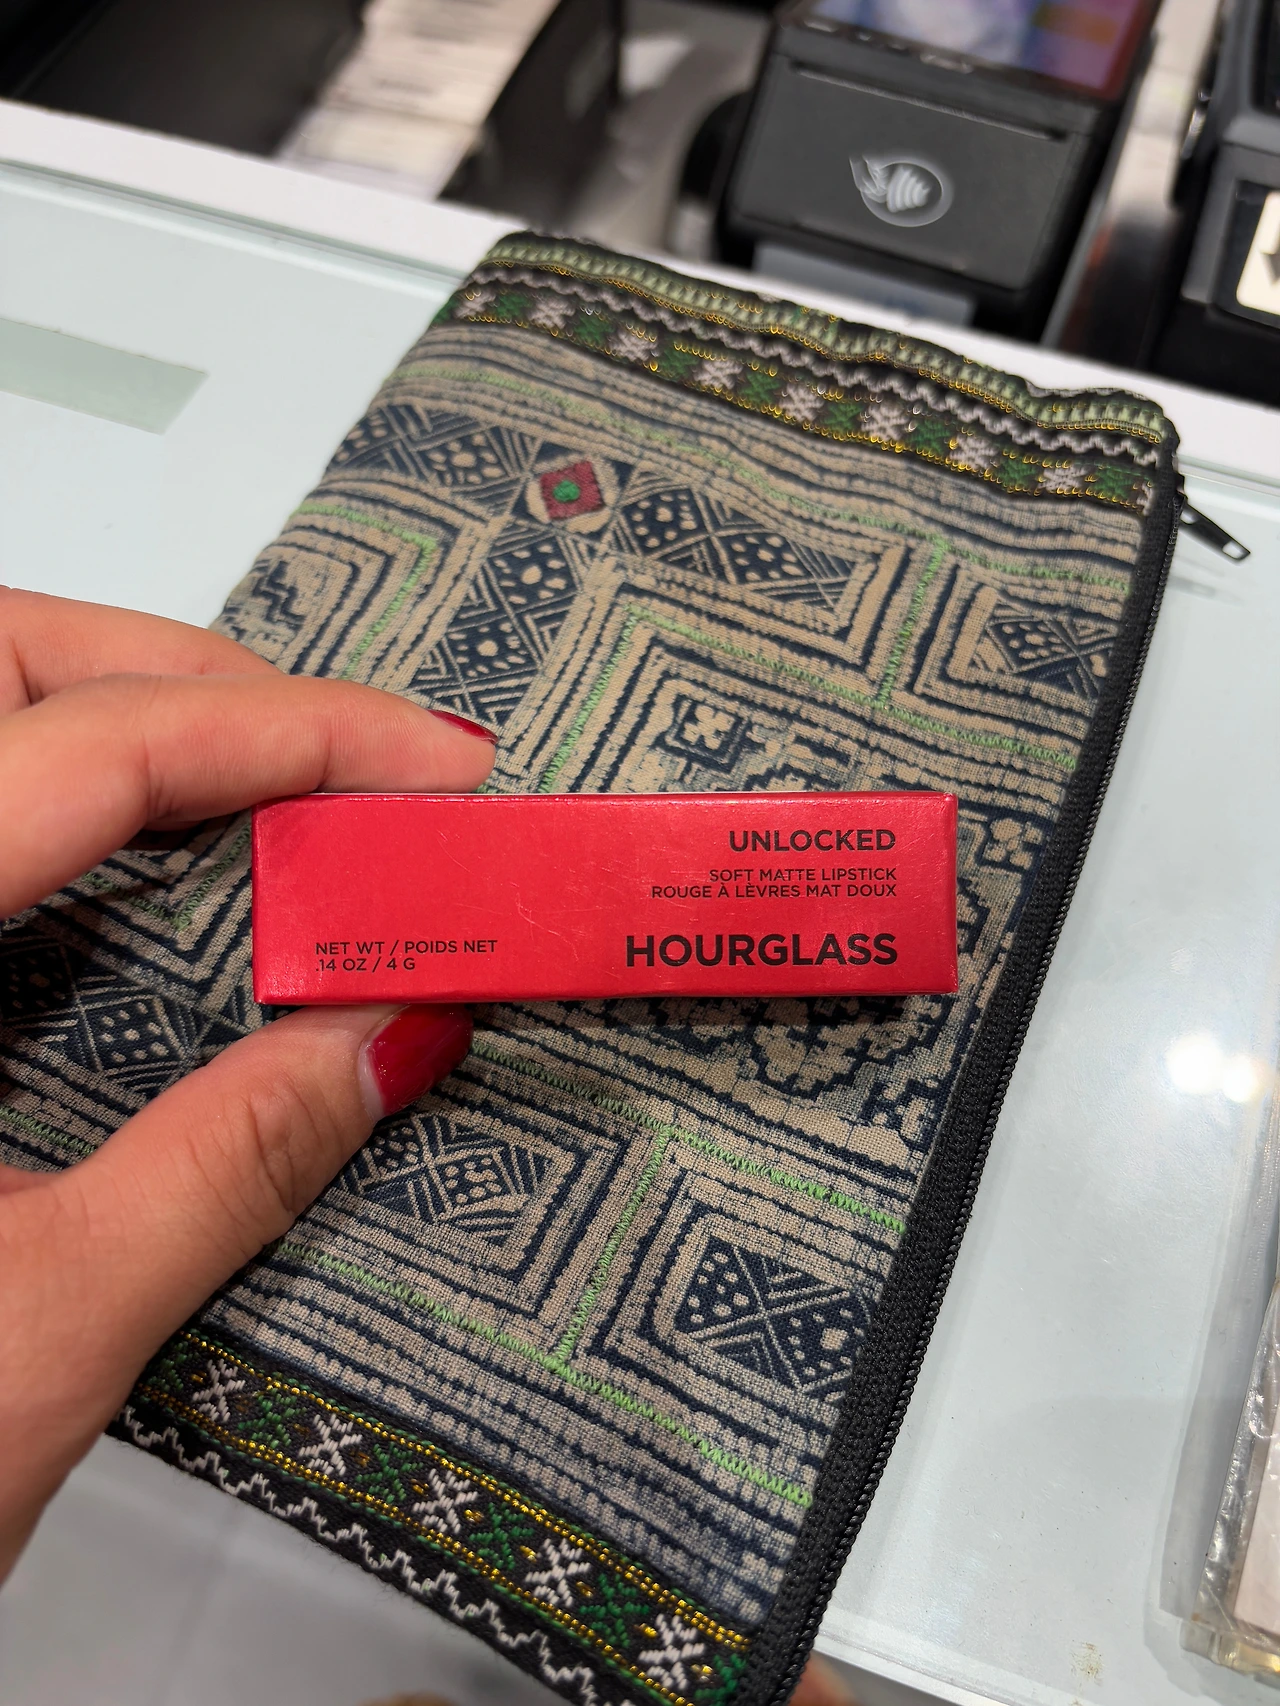 UNLOCKED
SOFT MATTE LIPSTICK
ROUGE À LÈVRES MAT DOUX
HOURGLASS
NET WT / POIDS NET
.14 OZ / 4 G